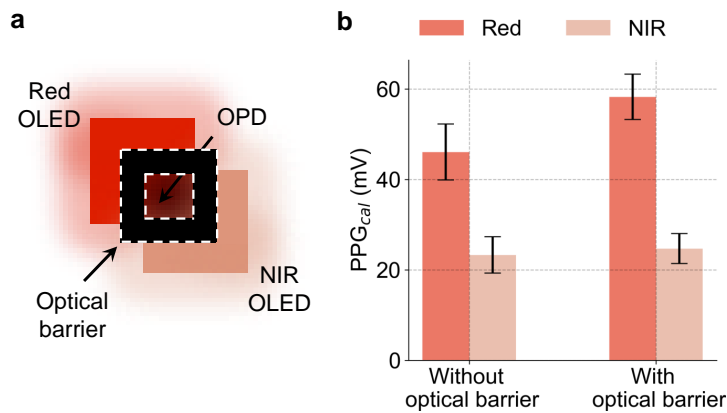 a
Red
OLED
OPD
Optical
barrier
NIR
OLED
b
Red
NIR
PPGcal (mV)
60
40
20
0
Without
optical barrier
With
optical barrier